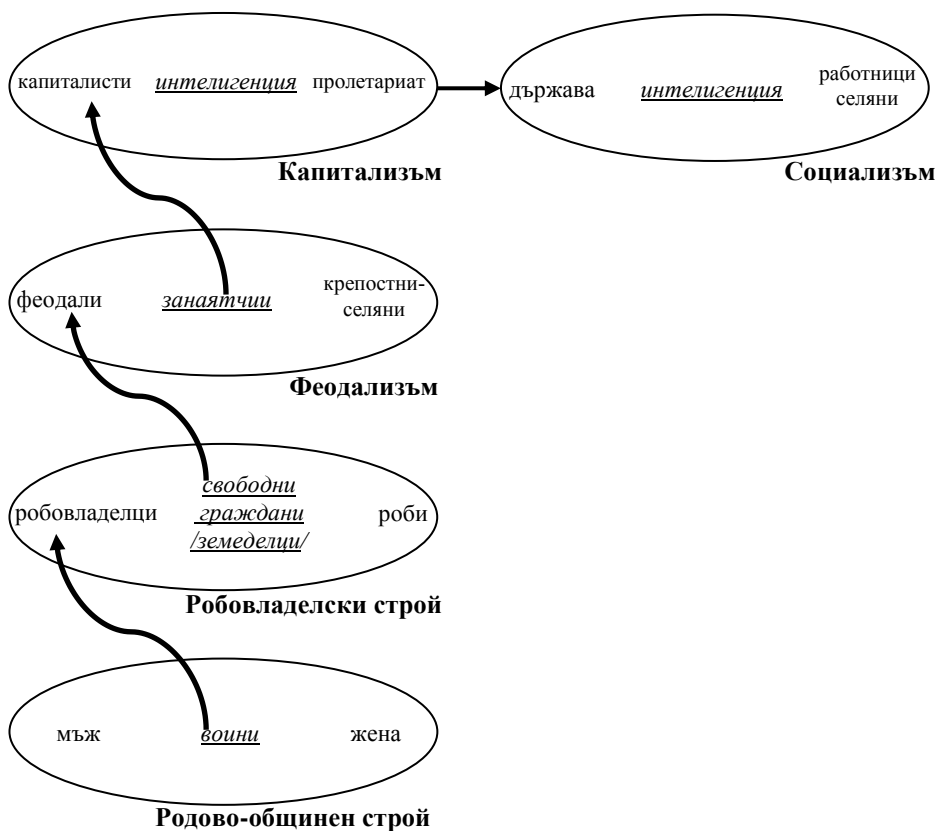 капиталисти интелигенция пролетариат
държава интелигенция работници
селяни
Капитализъм
Социализъм
феодали занаятчии крепостни-
селяни
Феодализъм
робовладелци свободни
граждани
/земеделци/
роби
Робовладелски строй
мъж воини жена
Родово-общинен строй